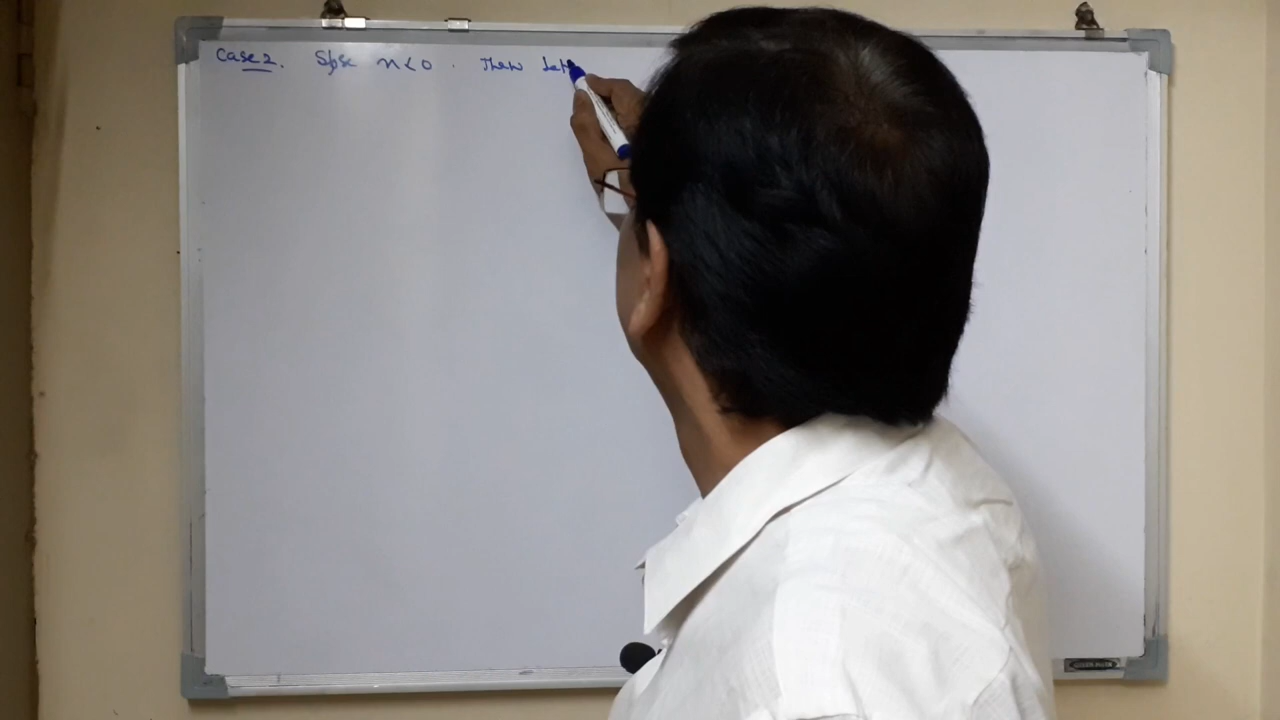 Case 2. Spse n < 0. Then let